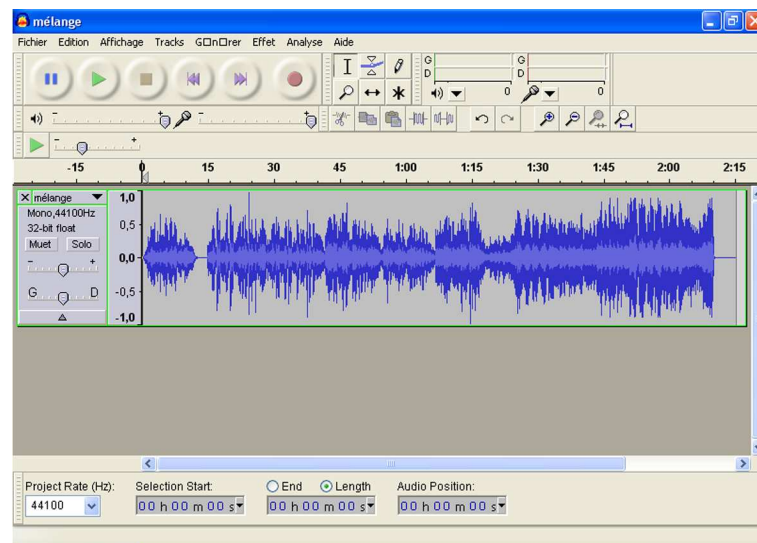 mélange
Fichier Edition Affichage Tracks G□n□rer Effet Analyse Aide
G
D
0
G
D
0
- +
-15 0 15 30 45 1:00 1:15 1:30 1:45 2:00 2:15
mélange
Mono,44100Hz
32-bit float
Muet Solo
- +
G D
1,0
0,5
0,0
-0,5
-1,0
Project Rate (Hz): Selection Start: End Length Audio Position:
44100 00 h 00 m 00 s 00 h 00 m 00 s 00 h 00 m 00 s